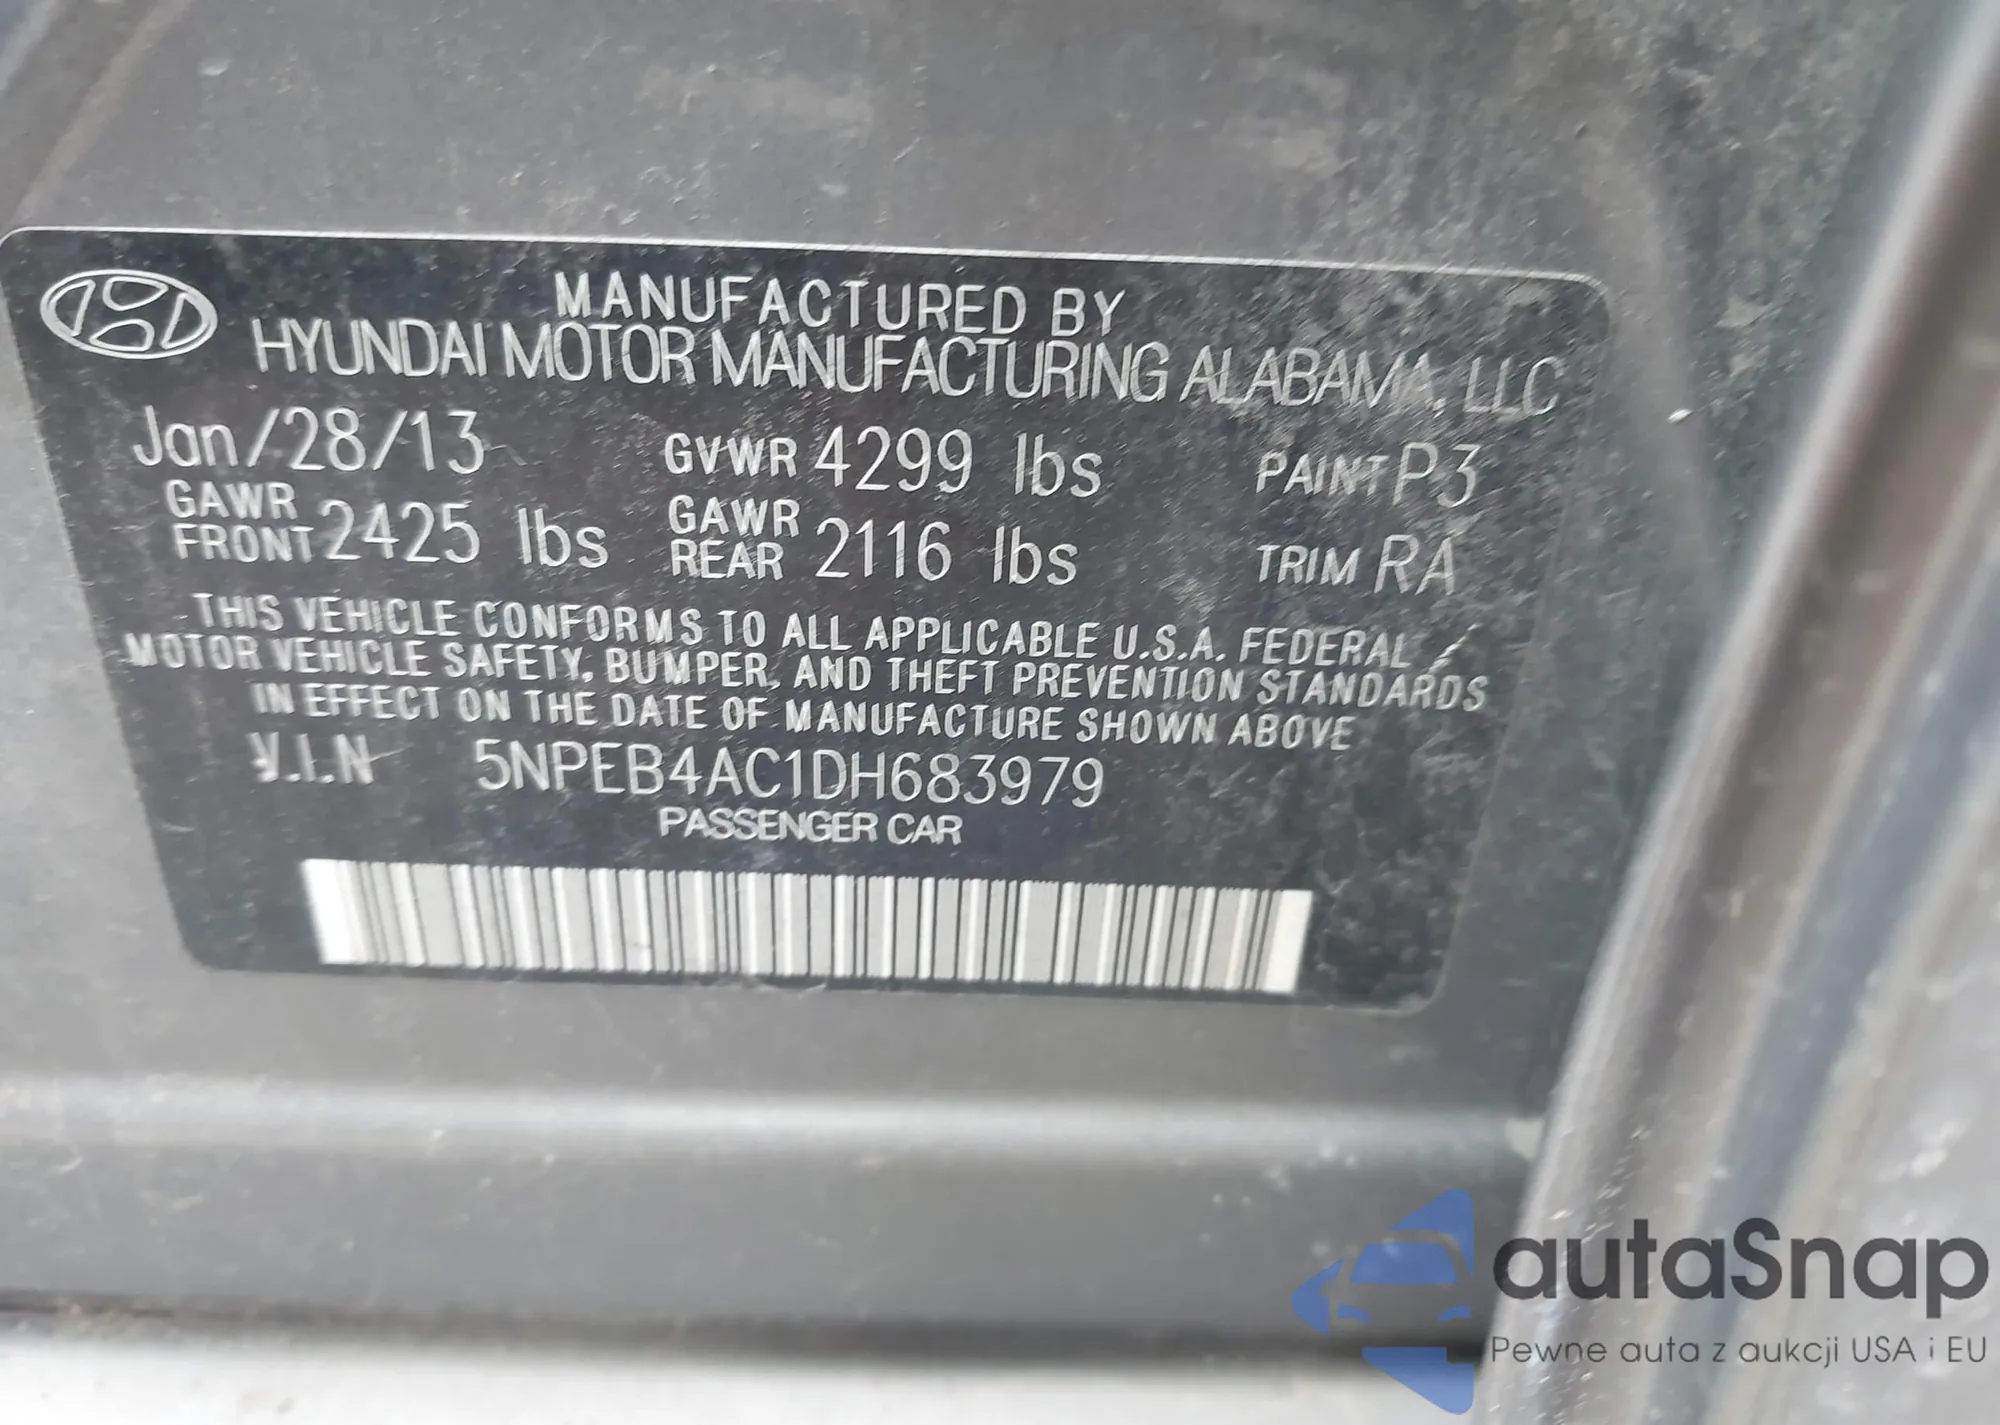 MANUFACTURED BY
HYUNDAI MOTOR MANUFACTURING ALABAMA, LLC
Jan/28/13 GVWR 4299 lbs PAINT P3
GAWR FRONT 2425 lbs GAWR REAR 2116 lbs TRIM RA
THIS VEHICLE CONFORMS TO ALL APPLICABLE U.S.A. FEDERAL
MOTOR VEHICLE SAFETY, BUMPER, AND THEFT PREVENTION STANDARDS
IN EFFECT ON THE DATE OF MANUFACTURE SHOWN ABOVE
V.I.N 5NPEB4AC1DH683979
PASSENGER CAR
autaSnap
Pewne auta z aukcji USA i EU